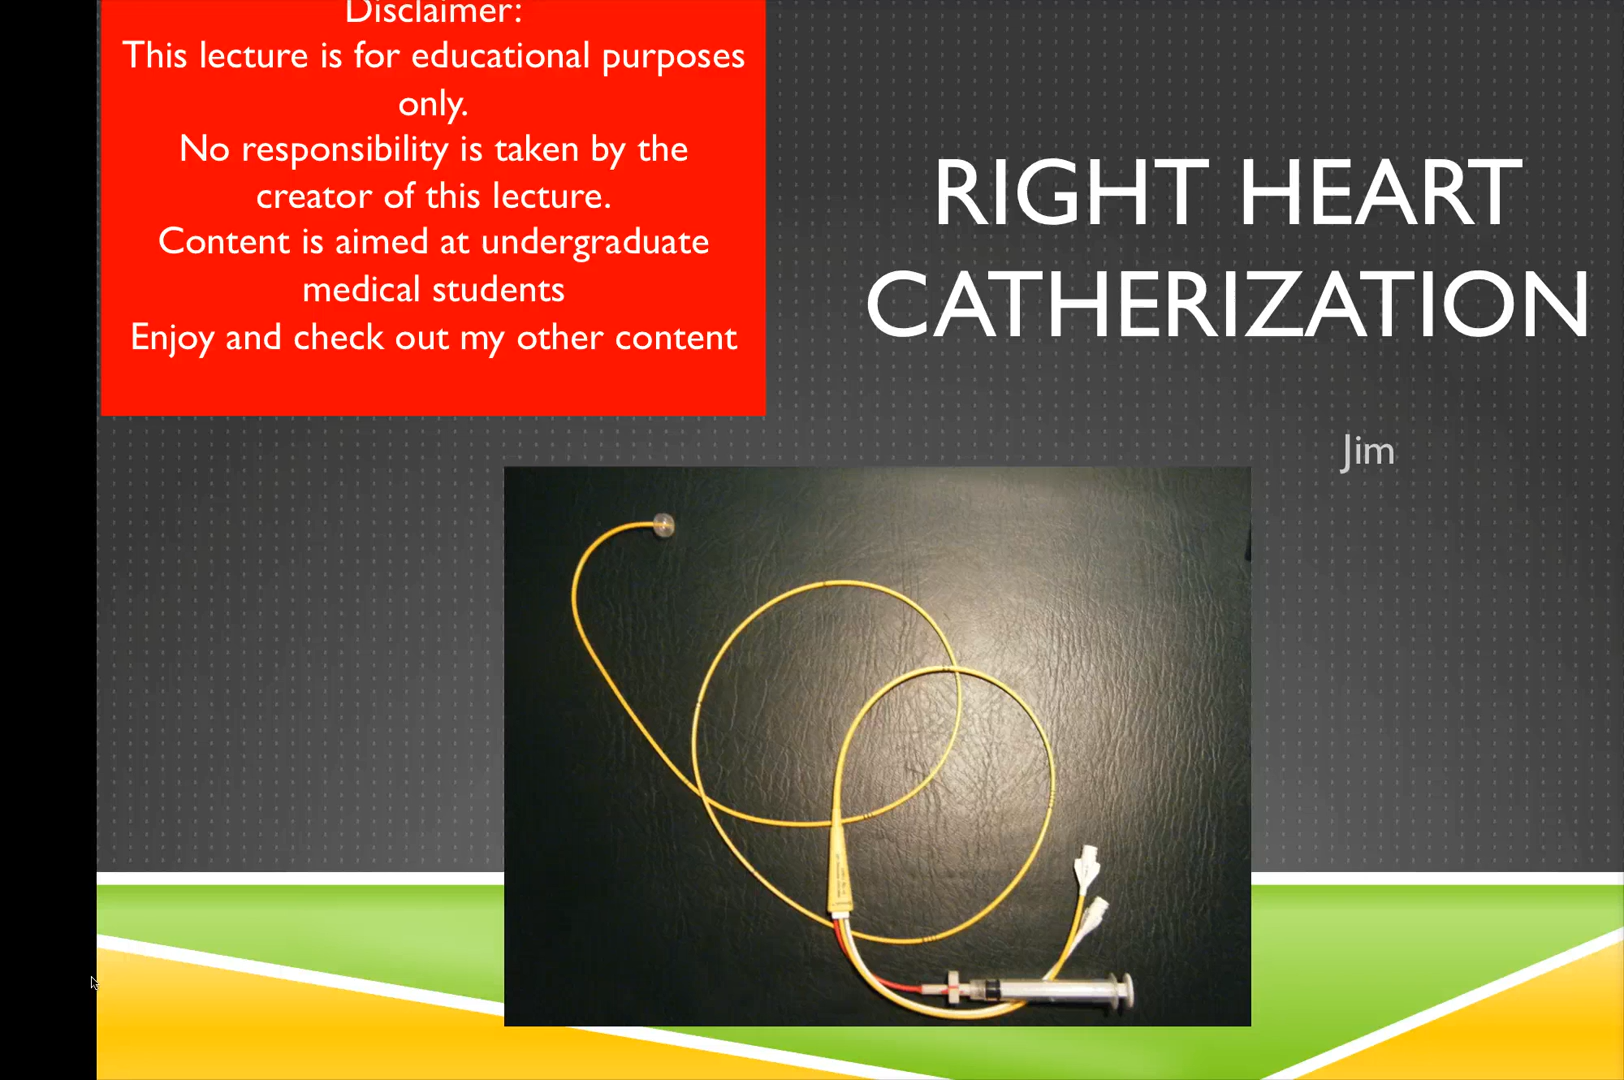 Disclaimer:
This lecture is for educational purposes
only.
No responsibility is taken by the
creator of this lecture.
Content is aimed at undergraduate
medical students
Enjoy and check out my other content
RIGHT HEART
CATHERIZATION
Jim